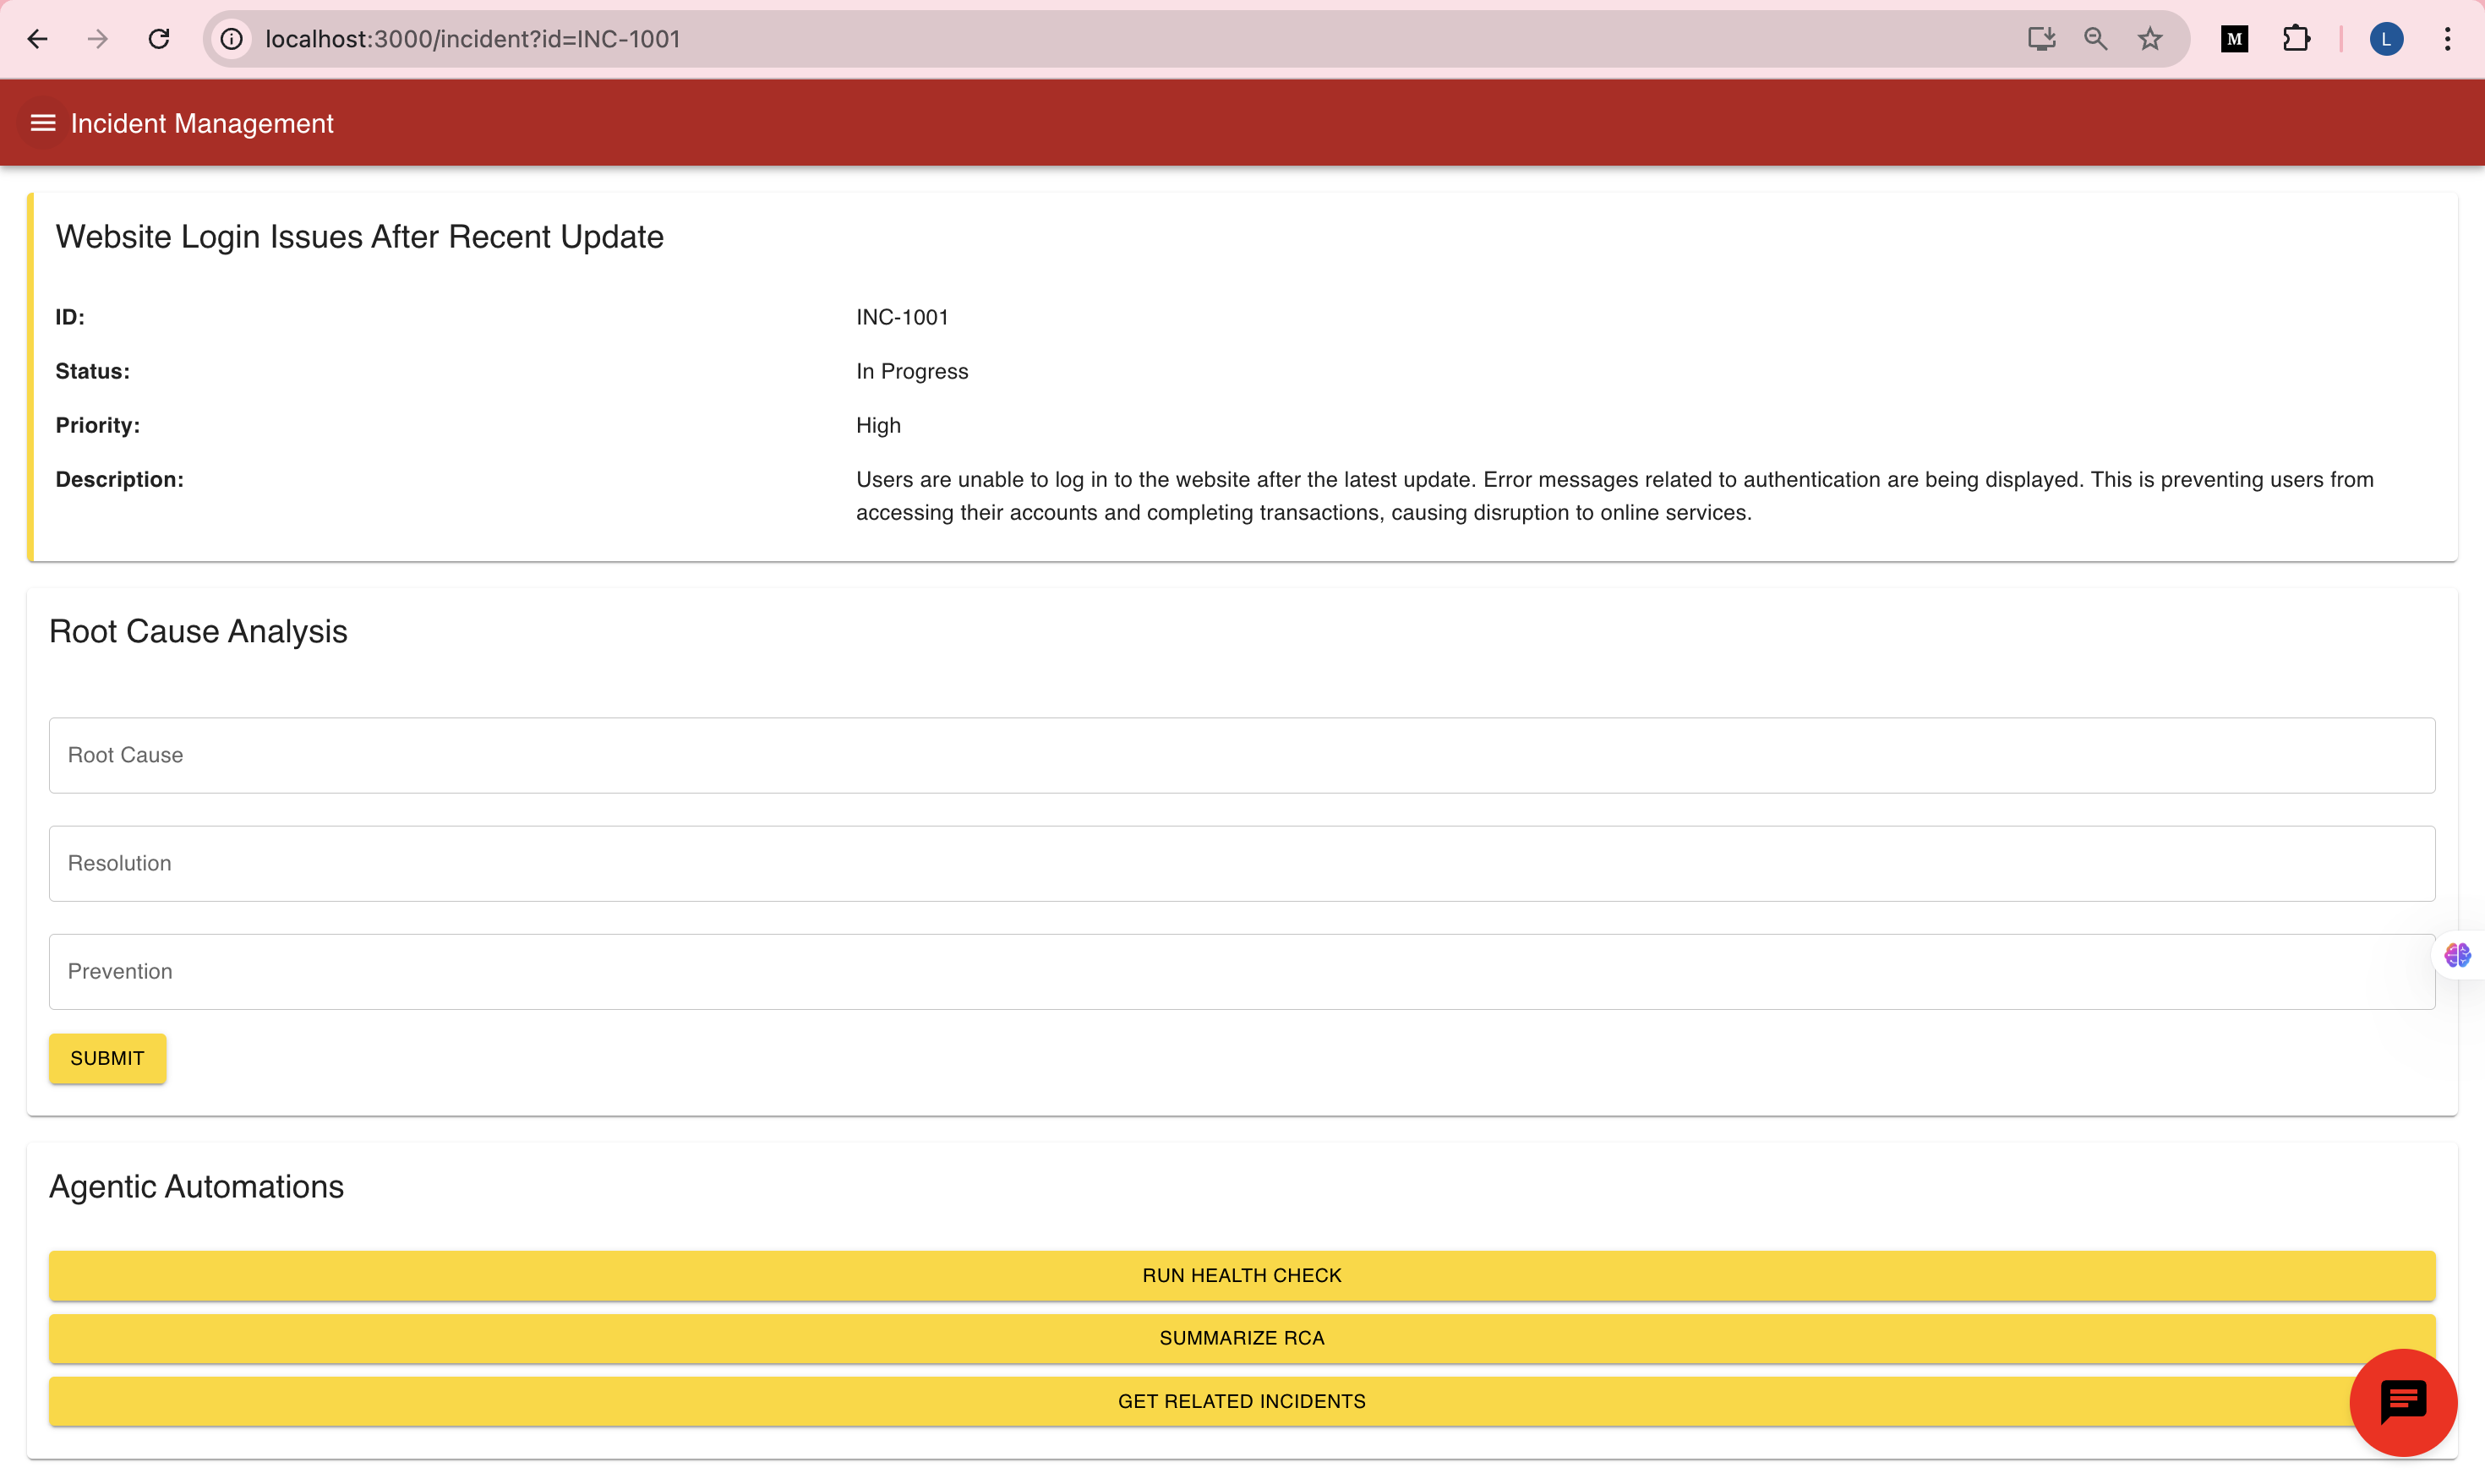 localhost:3000/incident?id=INC-1001
M
L
Incident Management
Website Login Issues After Recent Update
ID:
INC-1001
Status:
In Progress
Priority:
High
Description:
Users are unable to log in to the website after the latest update. Error messages related to authentication are being displayed. This is preventing users from
accessing their accounts and completing transactions, causing disruption to online services.
Root Cause Analysis
Root Cause
Resolution
Prevention
SUBMIT
Agentic Automations
RUN HEALTH CHECK
SUMMARIZE RCA
GET RELATED INCIDENTS